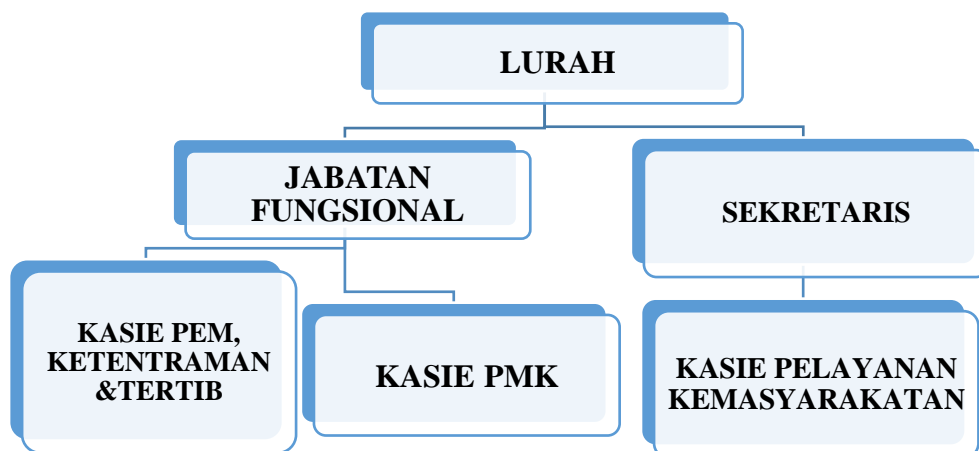 LURAH
JABATAN
FUNGSIONAL
SEKRETARIS
KASIE PEM,
KETENTRAMAN
&TERTIB
KASIE PMK
KASIE PELAYANAN
KEMASYARAKATAN